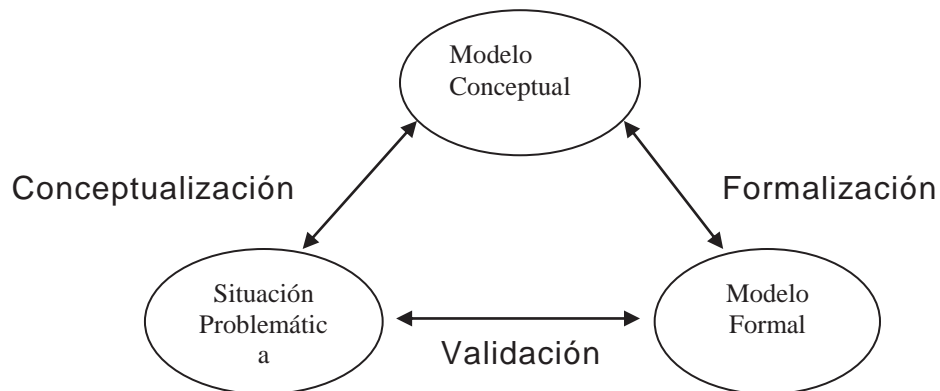 Modelo
Conceptual
Conceptualización
Formalización
Situación
Problemátic
a
Modelo
Formal
Validación